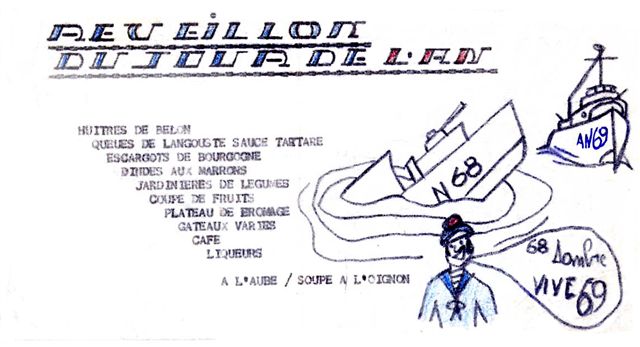 REVEILLON
DU JOUR DE L'AN
HUITRES DE BELON
QUEUES DE LANGOUSTE SAUCE TARTARE
ESCARGOTS DE BOURGOGNE
DINDES AUX MARRONS
JARDINIERES DE LEGUMES
COUPE DE FRUITS
PLATEAU DE FROMAGE
GATEAUX VARIES
CAFE
LIQUEURS
A L'AUBE / SOUPE A L'OIGNON
N 68
AN 69
68 sombre
VIVE 69